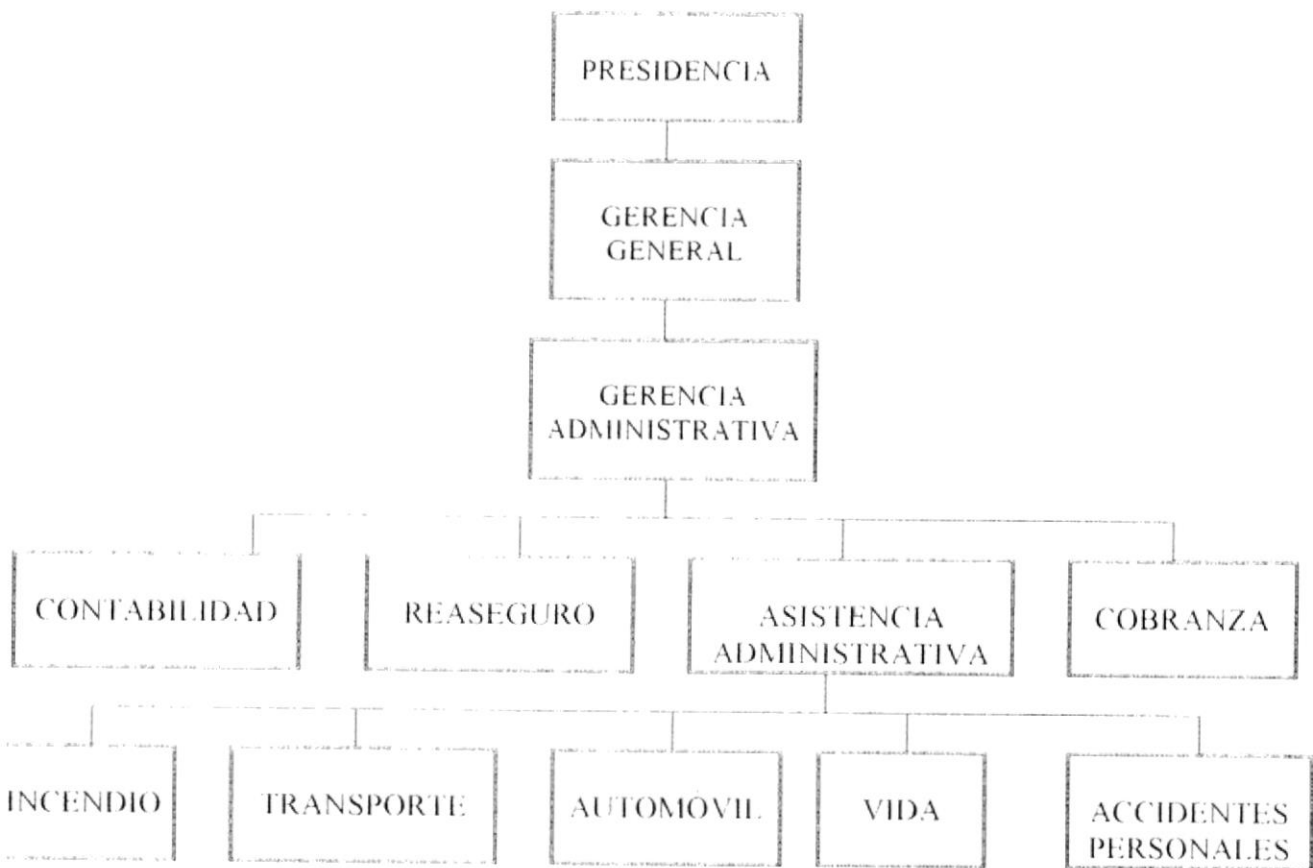 PRESIDENCIA
GERENCIA
GENERAL
GERENCIA
ADMINISTRATIVA
CONTABILIDAD
REASEGURO
ASISTENCIA
ADMINISTRATIVA
COBRANZA
INCENDIO
TRANSPORTE
AUTOMÓVIL
VIDA
ACCIDENTES
PERSONALES